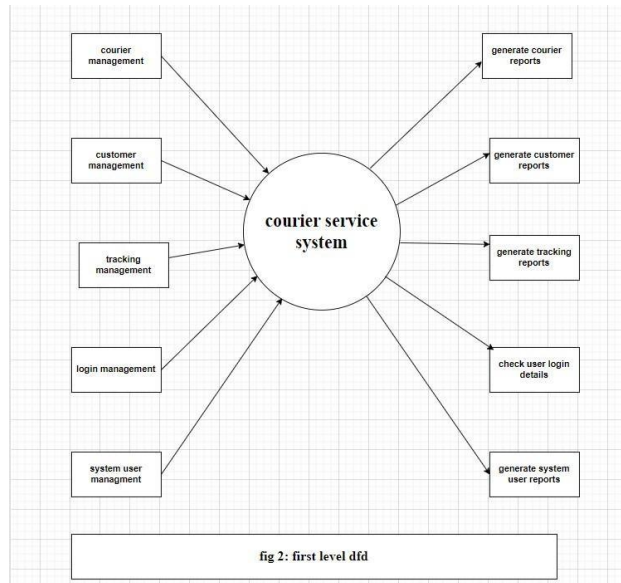 courier
management
customer
management
tracking
management
login management
system user
managment
courier service
system
generate courier
reports
generate customer
reports
generate tracking
reports
check user login
details
generate system
user reports
fig 2: first level dfd